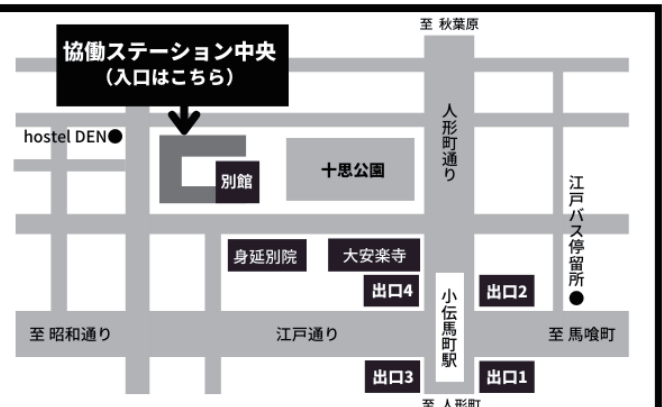 至 秋葉原
協働ステーション中央
（入口はこちら）
人形町通り
hostel DEN●
別館
十思公園
江戸バス停留所●
身延別院
大安楽寺
出口4
出口2
小伝馬町駅
至 昭和通り
江戸通り
至 馬喰町
出口3
出口1
至 人形町